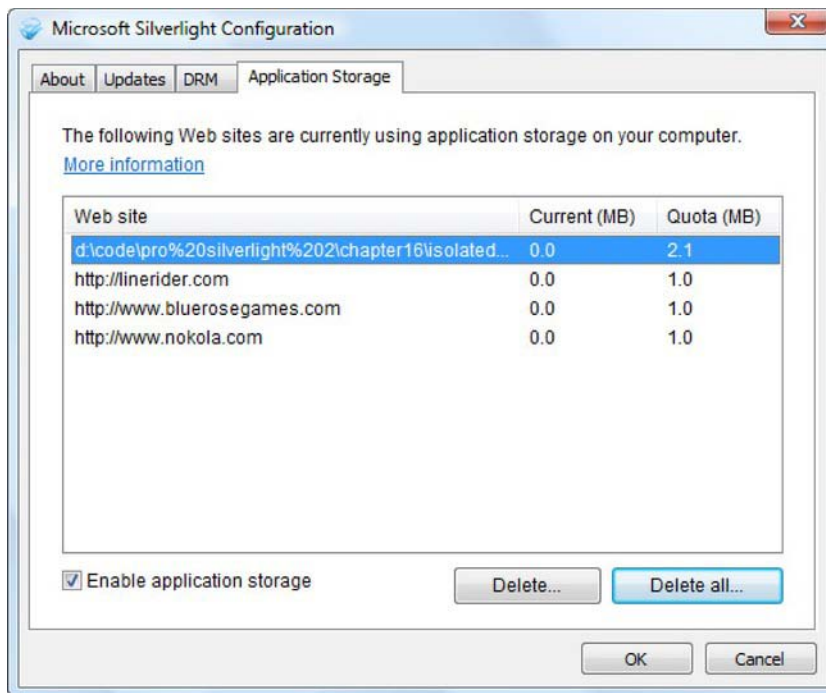 Microsoft Silverlight Configuration
About Updates DRM Application Storage
The following Web sites are currently using application storage on your computer.
More information
Web site Current (MB) Quota (MB)
d:\code\pro%20silverlight%202\chapter16\isolated... 0.0 2.1
http://linerider.com 0.0 1.0
http://www.bluerosegames.com 0.0 1.0
http://www.nokola.com 0.0 1.0
Enable application storage Delete... Delete all...
OK Cancel